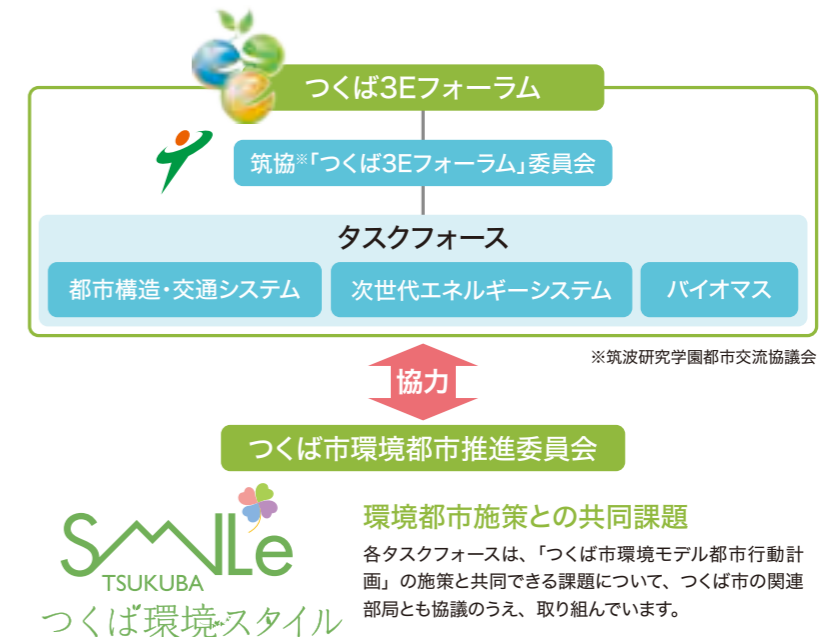 つくば3Eフォーラム
筑協※「つくば3Eフォーラム」委員会
タスクフォース
都市構造・交通システム 次世代エネルギーシステム バイオマス
※筑波研究学園都市交流協議会
協力
つくば市環境都市推進委員会
SMILe
TSUKUBA
つくば環境スタイル
環境都市施策との共同課題
各タスクフォースは、「つくば市環境モデル都市行動計
画」の施策と共同できる課題について、つくば市の関連
部局とも協議のうえ、取り組んでいます。